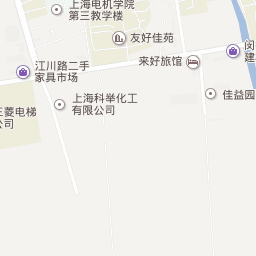 上海电机学院
第三教学楼
友好佳苑
来好旅馆
闵
建
江川路二手
家具市场
佳益园
上海科举化工
有限公司
三菱电梯
公司